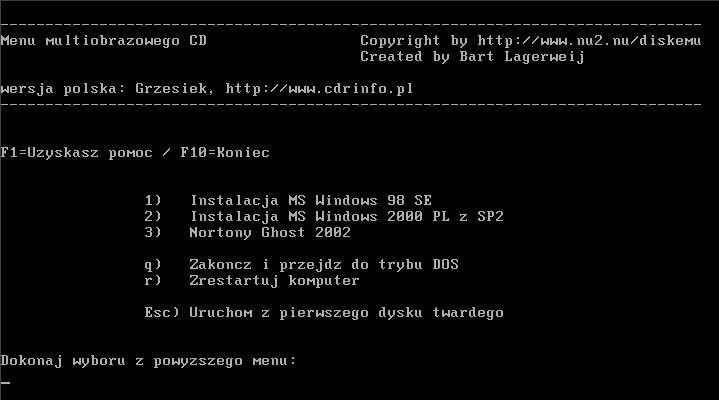 Menu multiobrazowego CD Copyright by http://www.nu2.nu/diskemu
Created by Bart Lagerweij
wersja polska: Grzesiek, http://www.cdrinfo.pl
F1=Uzyskasz pomoc / F10=Koniec
1) Instalacja MS Windows 98 SE
2) Instalacja MS Windows 2000 PL z SP2
3) Nortony Ghost 2002
q) Zakoncz i przejdz do trybu DOS
r) Zrestartuj komputer
Esc) Uruchom z pierwszego dysku twardego
Dokonaj wyboru z powyzszego menu: